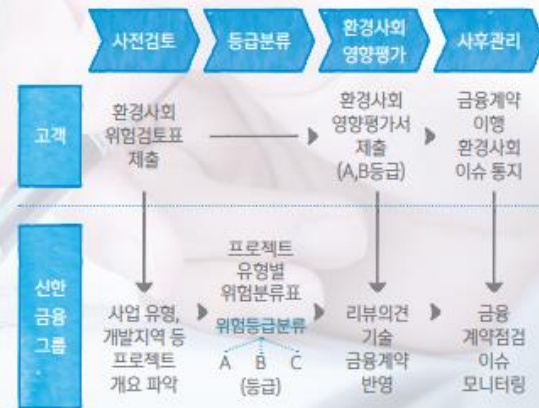 사전검토
등급분류
환경사회
영향평가
사후관리
고객
환경사회
위험검토표
제출
환경사회
영향평가서
제출
(A,B등급)
금융계약
이행
환경사회
이슈 통지
신한
금융
그룹
사업 유형,
개발지역 등
프로젝트
개요 파악
프로젝트
유형별
위험분류표
위험등급분류
A B C
(등급)
리뷰의견
기술
금융계약
반영
금융
계약점검
이슈
모니터링